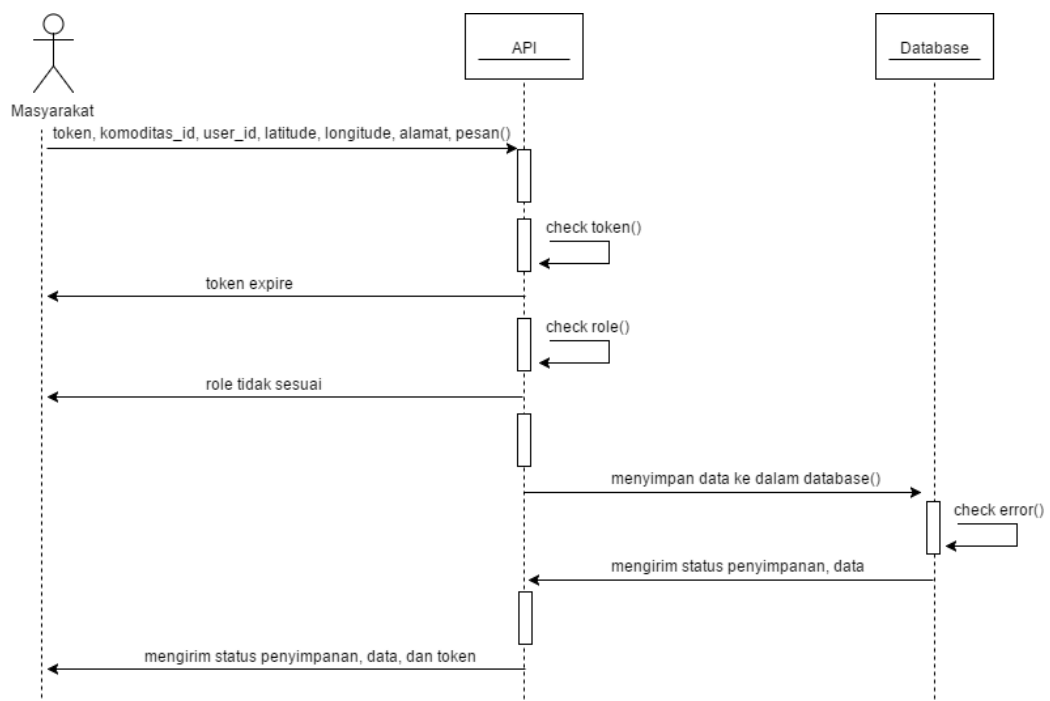 API
Database
Masyarakat
token, komoditas_id, user_id, latitude, longitude, alamat, pesan()
check token()
token expire
check role()
role tidak sesuai
menyimpan data ke dalam database()
check error()
mengirim status penyimpanan, data
mengirim status penyimpanan, data, dan token